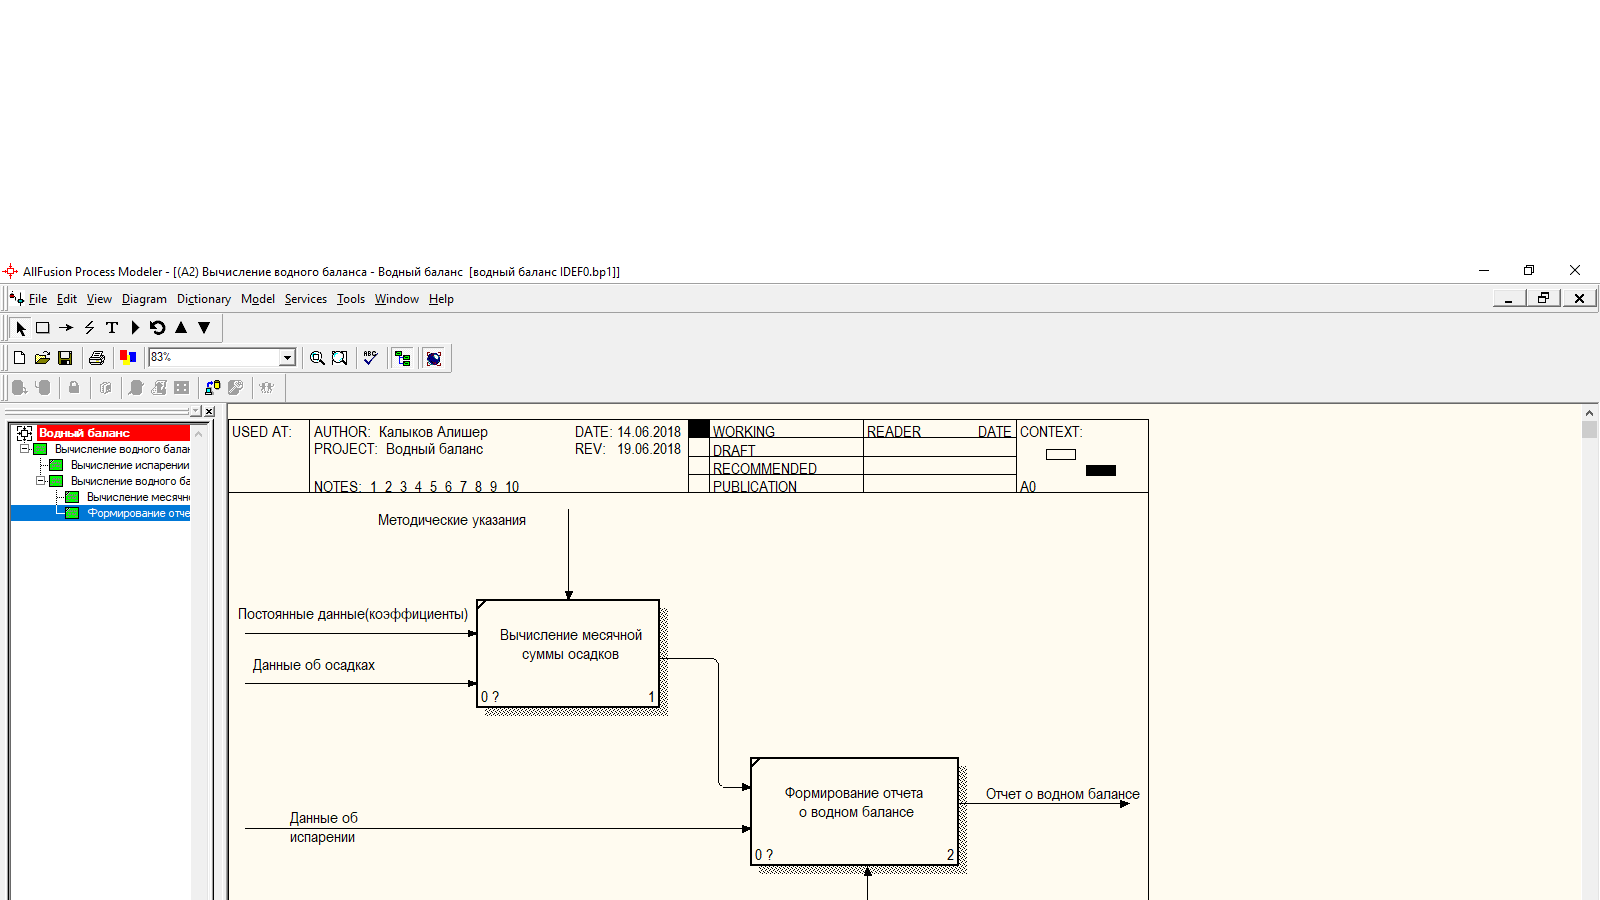 AllFusion Process Modeler - [(A2) Вычисление водного баланса - Водный баланс [водный баланс IDEF0.bp1]]
File Edit View Diagram Dictionary Model Services Tools Window Help
83%
ABC
Водный баланс
Вычисление водного балан
Вычисление испарении
Вычисление водного ба
Вычисление месячн
Формирование отче
USED AT:
AUTHOR: Калыков Алишер
DATE: 14.06.2018
PROJECT: Водный баланс
REV: 19.06.2018
NOTES: 1 2 3 4 5 6 7 8 9 10
WORKING
DRAFT
RECOMMENDED
PUBLICATION
READER DATE
CONTEXT:
A0
Методические указания
Постоянные данные(коэффициенты)
Данные об осадках
Вычисление месячной
суммы осадков
0 ? 1
Формирование отчета
о водном балансе
0 ? 2
Отчет о водном балансе
Данные об
испарении